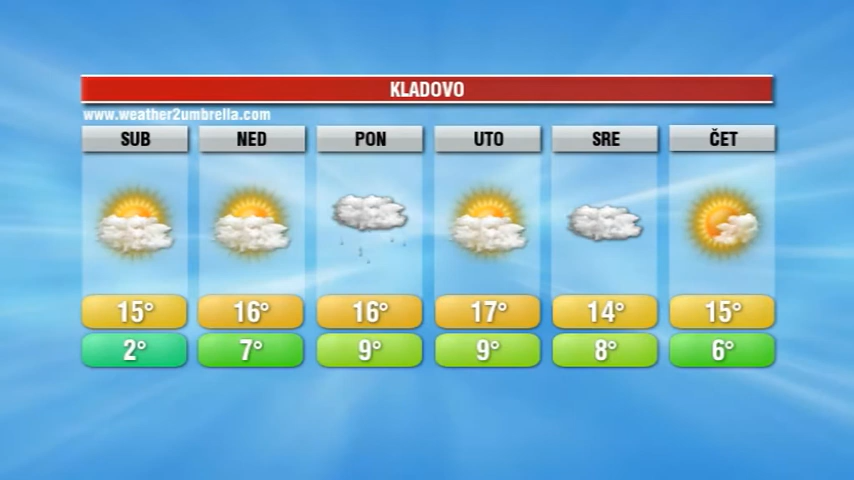 KLADOVO
www.weather2umbrella.com
SUB NED PON UTO SRE ČET
15° 16° 16° 17° 14° 15°
2° 7° 9° 9° 8° 6°